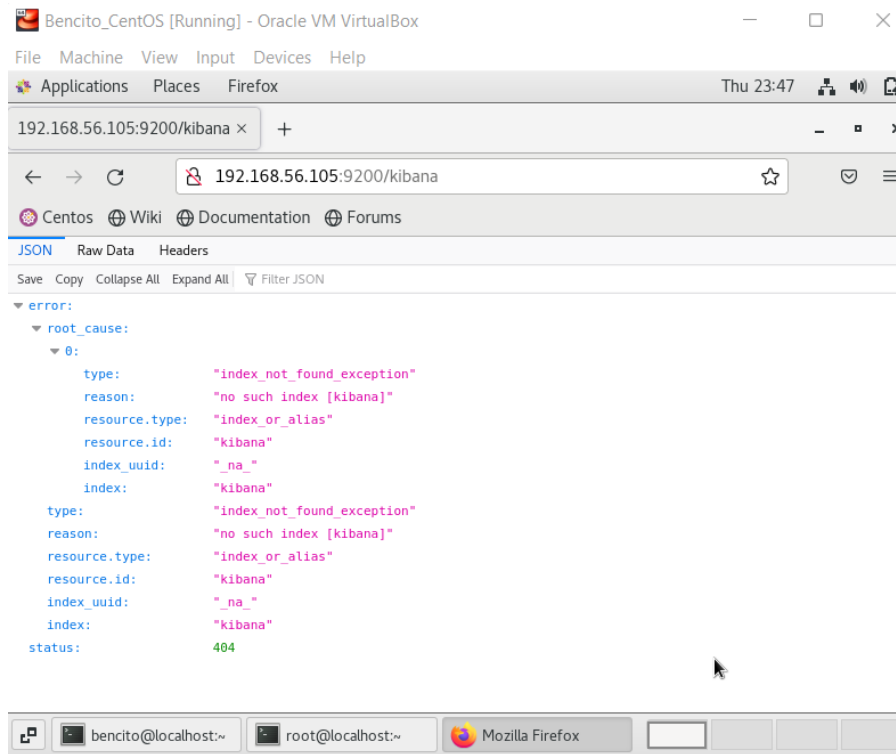 Bencito_CentOS [Running] - Oracle VM VirtualBox
File Machine View Input Devices Help
Applications Places Firefox Thu 23:47
192.168.56.105:9200/kibana
192.168.56.105:9200/kibana
Centos Wiki Documentation Forums
JSON Raw Data Headers
Save Copy Collapse All Expand All Filter JSON
error:
root_cause:
0:
type: "index_not_found_exception"
reason: "no such index [kibana]"
resource.type: "index_or_alias"
resource.id: "kibana"
index_uuid: "_na_"
index: "kibana"
type: "index_not_found_exception"
reason: "no such index [kibana]"
resource.type: "index_or_alias"
resource.id: "kibana"
index_uuid: "_na_"
index: "kibana"
status: 404
bencito@localhost:~ root@localhost:~ Mozilla Firefox